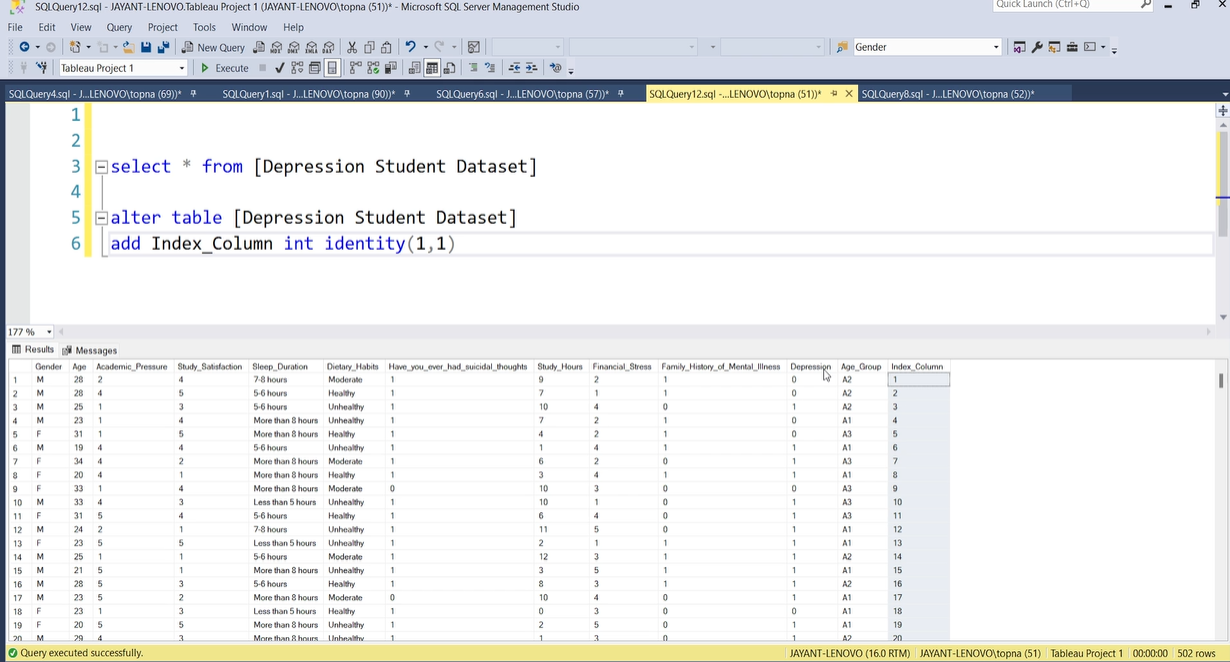 SQLQuery12.sql - JAYANT-LENOVO.Tableau Project 1 (JAYANT-LENOVO\topna (51))* - Microsoft SQL Server Management Studio
Quick Launch (Ctrl+Q)
File Edit View Query Project Tools Window Help
New Query Gender
Tableau Project 1 Execute
SQLQuery4.sql - J...LENOVO\topna (69))* SQLQuery1.sql - J...LENOVO\topna (90))* SQLQuery6.sql - J...LENOVO\topna (57))* SQLQuery12.sql -...LENOVO\topna (51))* SQLQuery8.sql - J...LENOVO\topna (52))*
1
2
3 select * from [Depression Student Dataset]
4
5 alter table [Depression Student Dataset]
6 add Index_Column int identity(1,1)
177 %
Results Messages
Gender Age Academic_Pressure Study_Satisfaction Sleep_Duration Dietary_Habits Have_you_ever_had_suicidal_thoughts Study_Hours Financial_Stress Family_History_of_Mental_Illness Depression Age_Group Index_Column
1 M 28 2 4 7-8 hours Moderate 1 9 2 1 0 A2 1
2 M 28 4 5 5-6 hours Healthy 1 7 1 1 0 A2 2
3 M 25 1 3 5-6 hours Unhealthy 1 10 4 0 1 A2 3
4 M 23 1 4 More than 8 hours Unhealthy 1 7 2 1 0 A1 4
5 F 31 1 5 More than 8 hours Healthy 1 4 2 1 0 A3 5
6 M 19 4 4 5-6 hours Unhealthy 1 1 4 1 1 A1 6
7 F 34 4 2 More than 8 hours Moderate 1 6 2 0 1 A3 7
8 F 20 4 1 More than 8 hours Healthy 1 3 4 1 1 A1 8
9 F 33 1 4 More than 8 hours Moderate 0 10 3 0 0 A3 9
10 M 33 4 3 Less than 5 hours Unhealthy 1 10 1 0 1 A3 10
11 F 31 5 4 5-6 hours Healthy 1 6 4 0 1 A3 11
12 M 24 2 1 7-8 hours Unhealthy 1 11 5 0 1 A1 12
13 F 23 5 5 Less than 5 hours Unhealthy 1 2 1 1 1 A1 13
14 M 25 1 1 5-6 hours Moderate 1 12 3 1 1 A2 14
15 M 21 5 1 More than 8 hours Unhealthy 1 3 5 0 1 A1 15
16 M 28 5 3 5-6 hours Healthy 1 8 3 1 1 A2 16
17 M 23 5 2 More than 8 hours Moderate 0 10 4 0 1 A1 17
18 F 23 1 3 Less than 5 hours Healthy 1 0 3 0 0 A1 18
19 F 20 5 5 More than 8 hours Unhealthy 1 2 5 0 1 A1 19
20 M 29 4 3 More than 8 hours Unhealthy 1 1 3 0 1 A2 20
Query executed successfully. JAYANT-LENOVO (16.0 RTM) JAYANT-LENOVO\topna (51) Tableau Project 1 00:00:00 502 rows